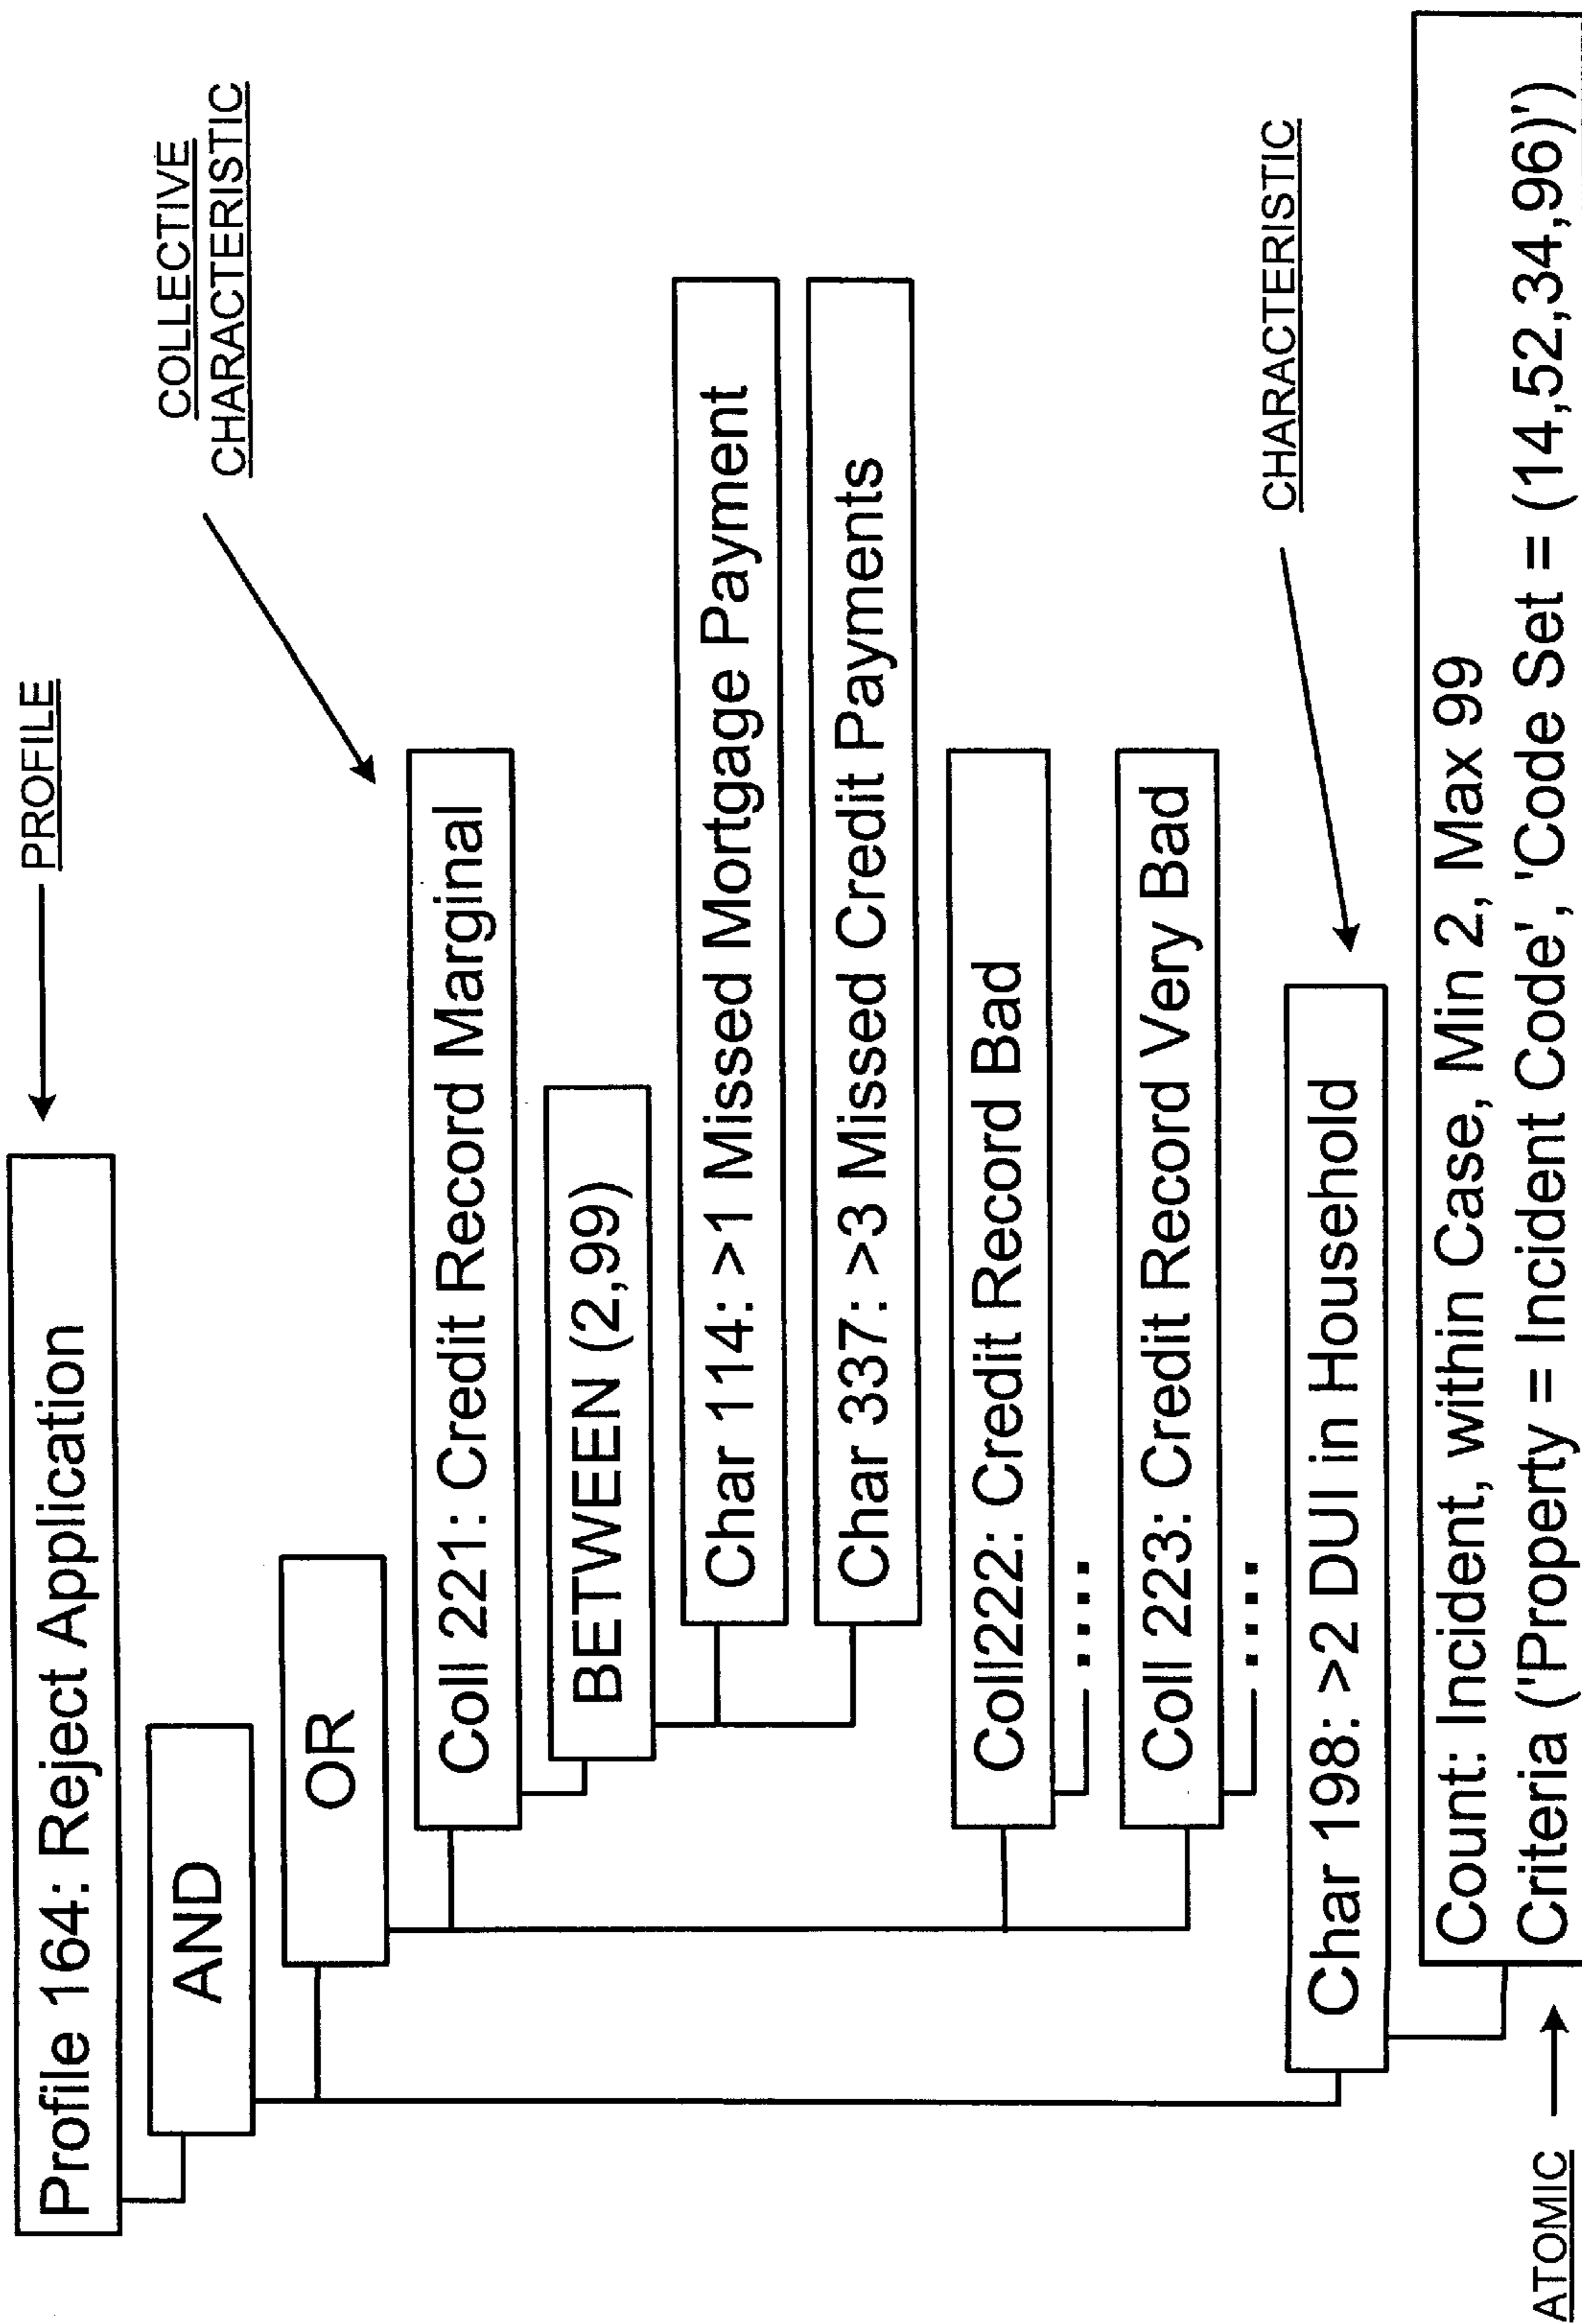 Profile 164: Reject Application
PROFILE
AND
OR
COLLECTIVE
CHARACTERISTIC
Coll 221: Credit Record Marginal
BETWEEN (2,99)
Char 114: >1 Missed Mortgage Payment
Char 337: >3 Missed Credit Payments
Coll222: Credit Record Bad
.....
Coll 223: Credit Record Very Bad
.....
CHARACTERISTIC
Char 198: >2 DUI in Household
ATOMIC
Count: Incident, within Case, Min 2, Max 99
Criteria ('Property = Incident Code', 'Code Set = (14,52,34,96)')